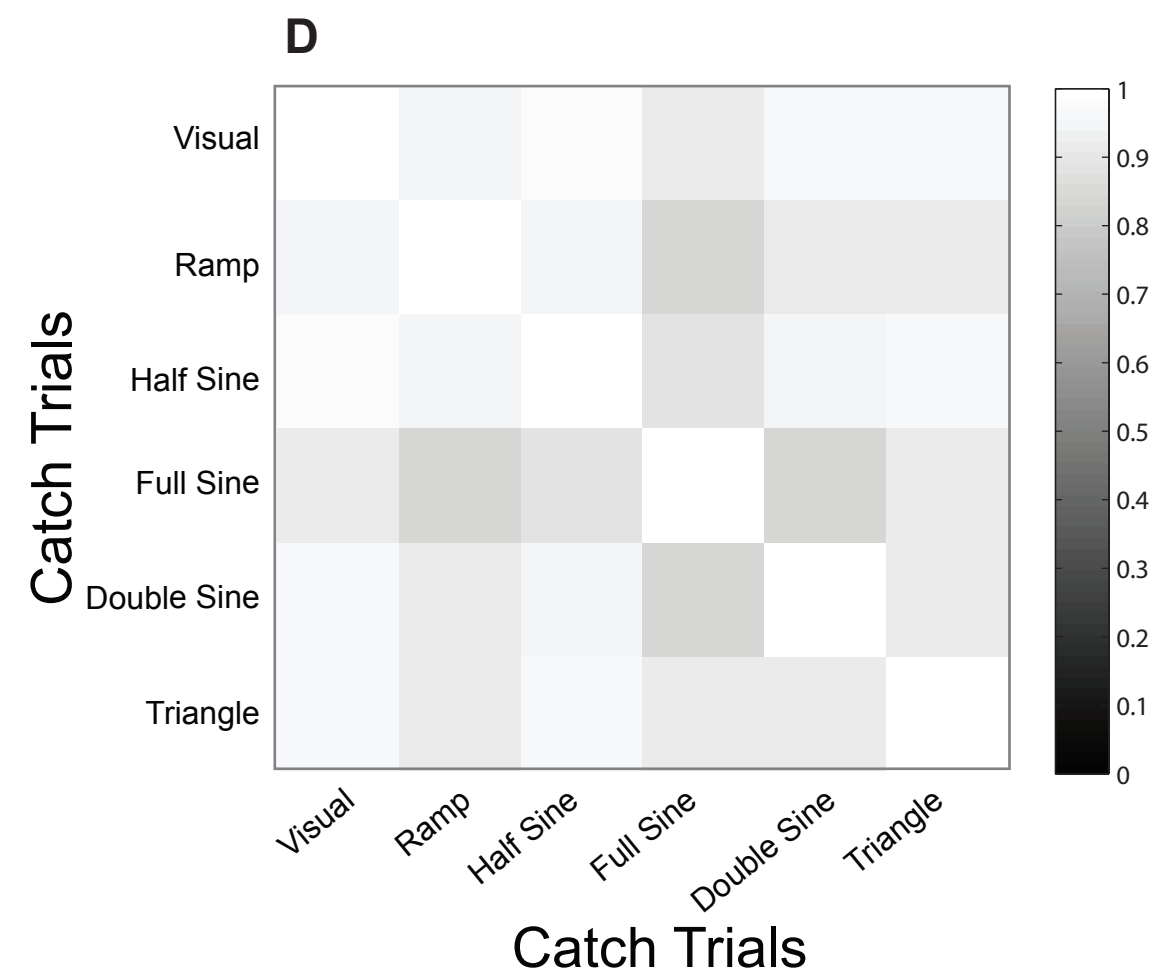 D
Visual
Ramp
Half Sine
Full Sine
Double Sine
Triangle
Catch Trials
Visual
Ramp
Half Sine
Full Sine
Double Sine
Triangle
Catch Trials
1
0.9
0.8
0.7
0.6
0.5
0.4
0.3
0.2
0.1
0